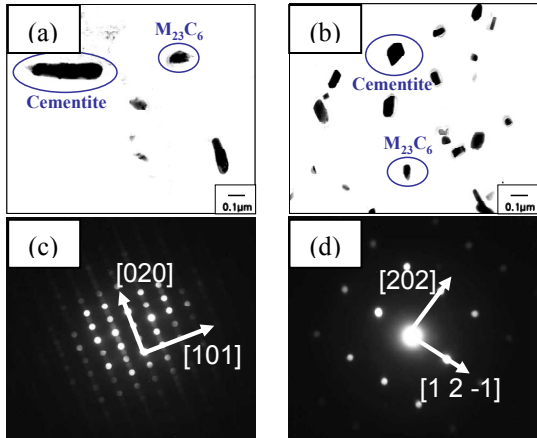 (a)
M23C6
Cementite
0.1μm
(b)
Cementite
M23C6
0.1μm
(c)
[020]
[101]
(d)
[202]
[1 2 -1]